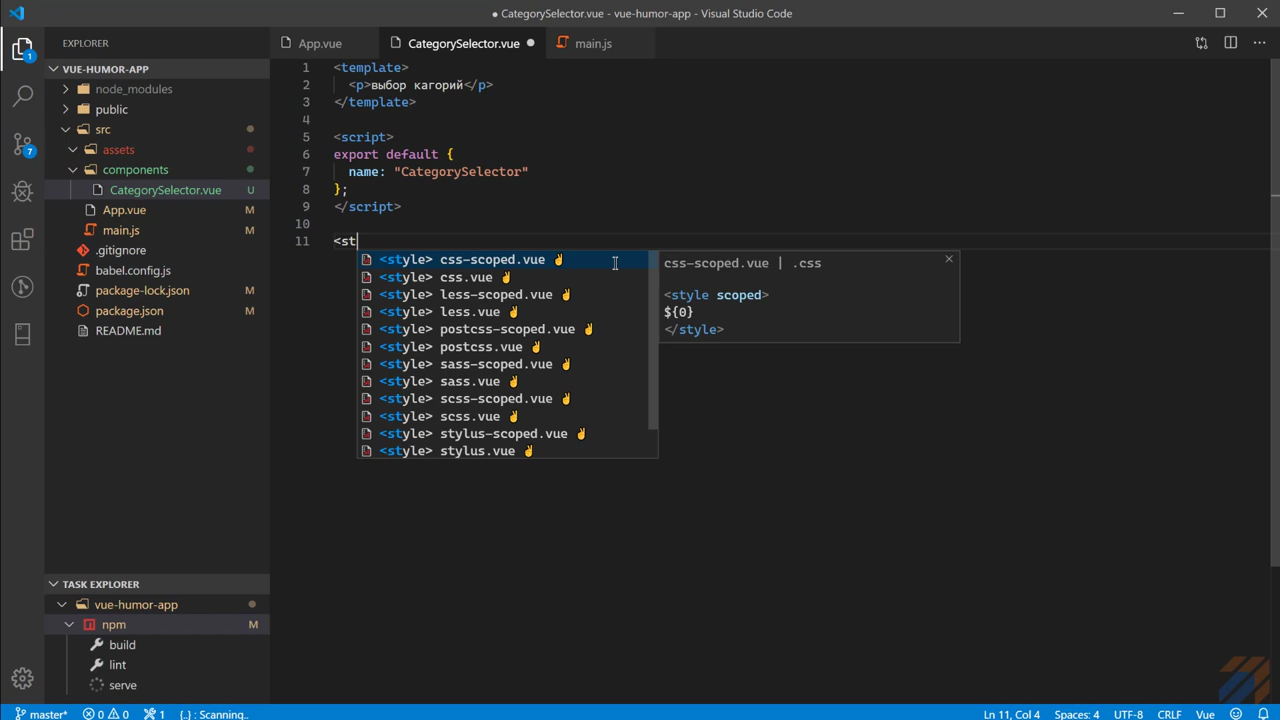 ● CategorySelector.vue - vue-humor-app - Visual Studio Code
EXPLORER
App.vue
CategorySelector.vue
main.js
VUE-HUMOR-APP
node_modules
public
src
assets
components
CategorySelector.vue U
App.vue M
main.js M
.gitignore
babel.config.js
package-lock.json M
package.json M
README.md
1
7
1 <template>
2 <p>выбор кагорий</p>
3 </template>
4
5 <script>
6 export default {
7 name: "CategorySelector"
8 };
9 </script>
10
11 <st
<style> css-scoped.vue ✌
<style> css.vue ✌
<style> less-scoped.vue ✌
<style> less.vue ✌
<style> postcss-scoped.vue ✌
<style> postcss.vue ✌
<style> sass-scoped.vue ✌
<style> sass.vue ✌
<style> scss-scoped.vue ✌
<style> scss.vue ✌
<style> stylus-scoped.vue ✌
<style> stylus.vue ✌
css-scoped.vue | .css
<style scoped>
${0}
</style>
TASK EXPLORER
vue-humor-app
npm M
build
lint
serve
master* 0 0 1 {..} : Scanning.. Ln 11, Col 4 Spaces: 4 UTF-8 CRLF Vue